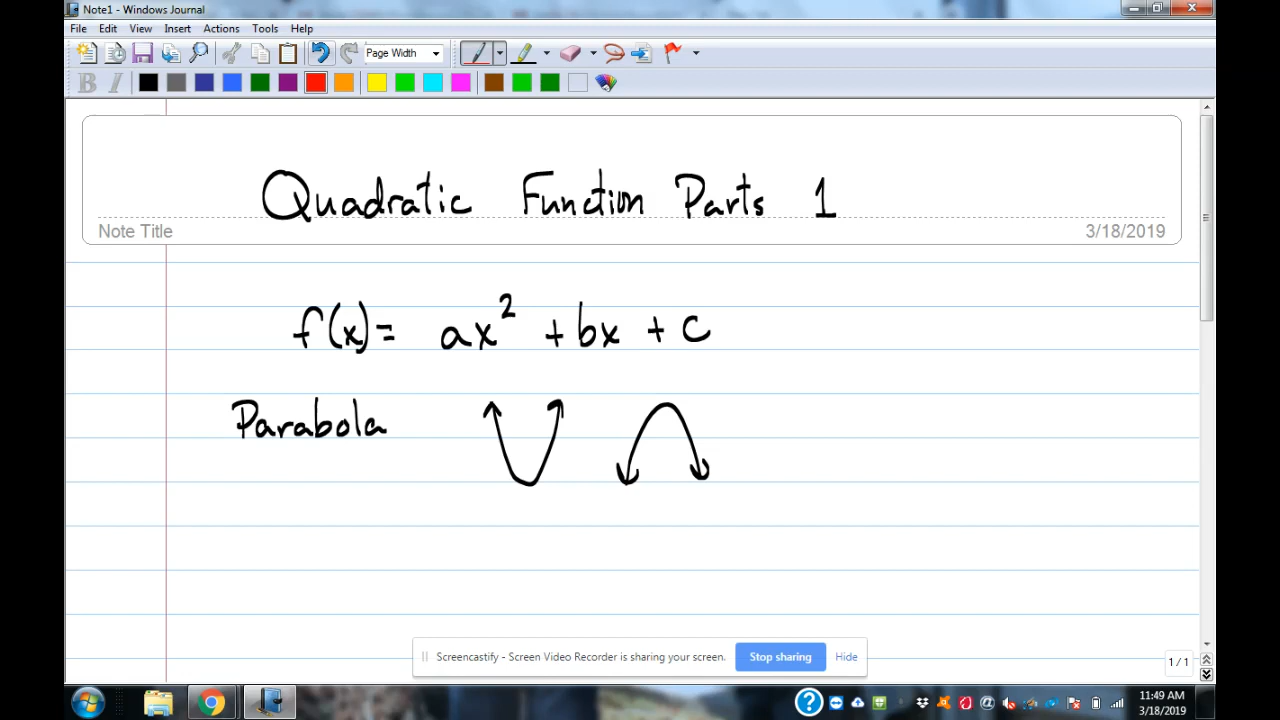 Note1 - Windows Journal
File Edit View Insert Actions Tools Help
Page Width
B I
Quadratic Function Parts 1
Note Title 3/18/2019
f(x)= ax² +bx + c
Parabola
Screencastify - Screen Video Recorder is sharing your screen. Stop sharing Hide
1 / 1
11:49 AM
3/18/2019